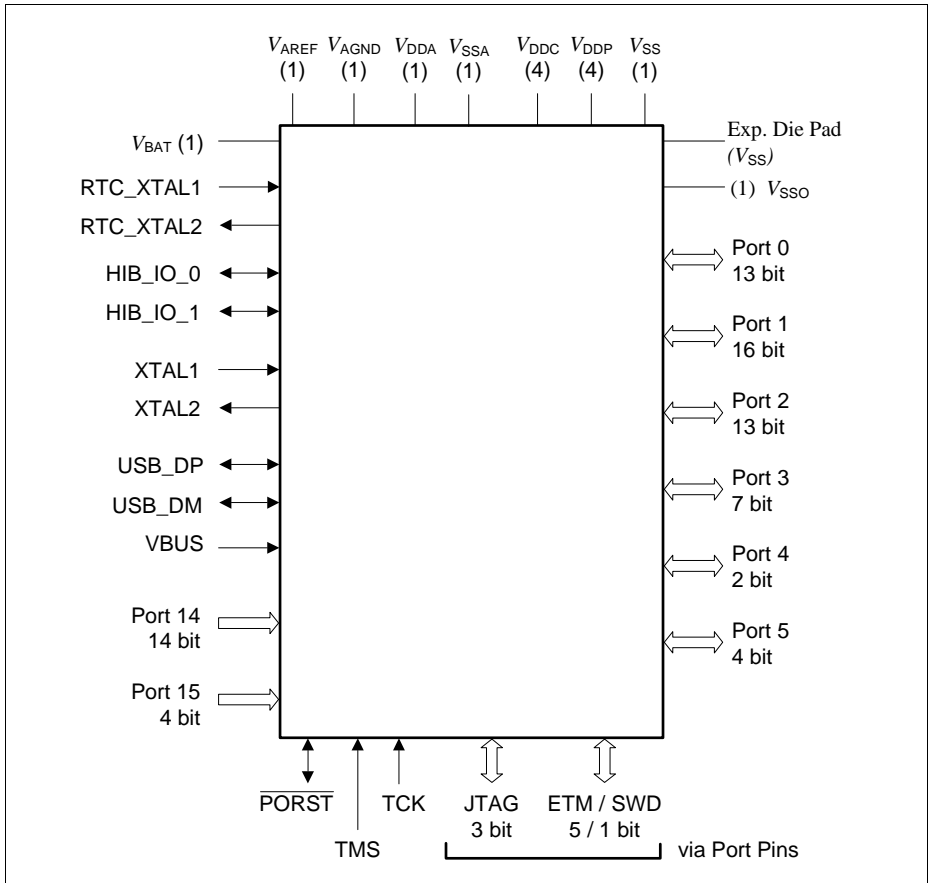 VAREF VAGND VDDA VSSA VDDC VDDP VSS
(1) (1) (1) (1) (4) (4) (1)
VBAT (1)
RTC_XTAL1
RTC_XTAL2
HIB_IO_0
HIB_IO_1
XTAL1
XTAL2
USB_DP
USB_DM
VBUS
Port 14
14 bit
Port 15
4 bit
Exp. Die Pad
(VSS)
(1) VSSO
Port 0
13 bit
Port 1
16 bit
Port 2
13 bit
Port 3
7 bit
Port 4
2 bit
Port 5
4 bit
PORST TCK JTAG ETM / SWD
3 bit 5 / 1 bit
TMS via Port Pins